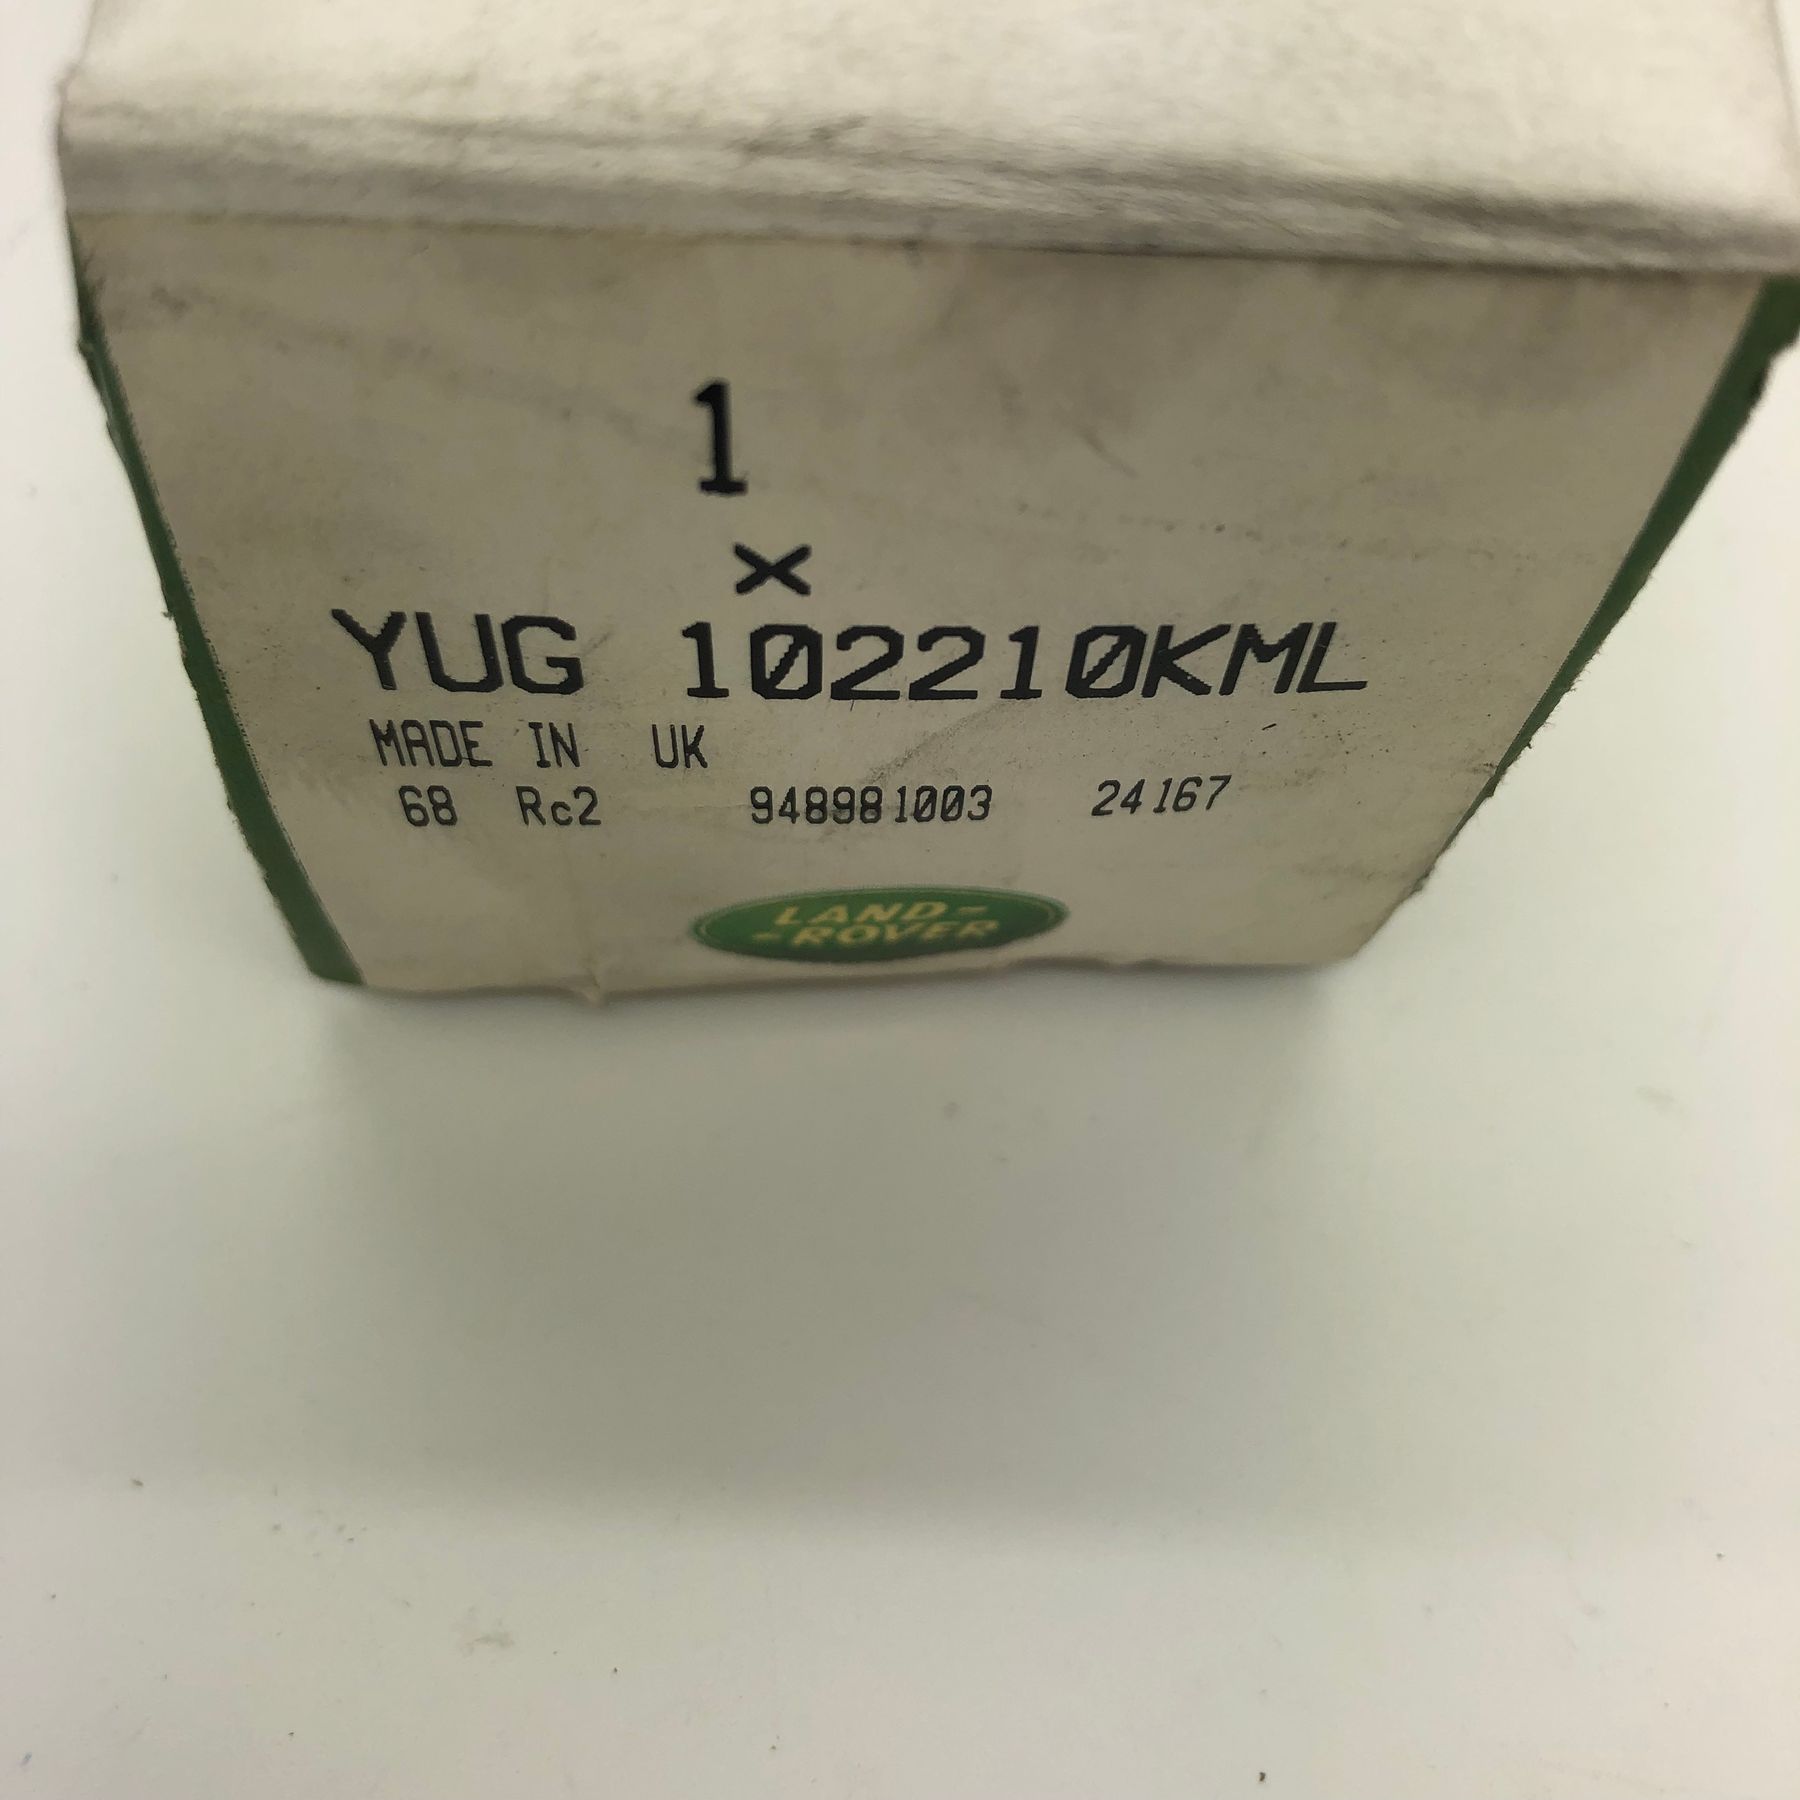 1
x
YUG 102210KML
MADE IN UK
68 Rc2 948981003 24167
LAND-
-ROVER